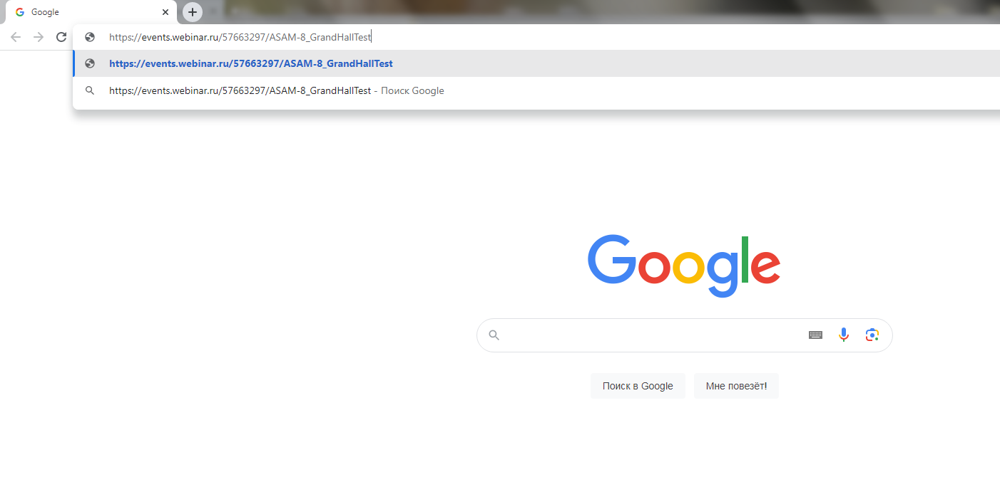 Google
https://events.webinar.ru/57663297/ASAM-8_GrandHallTest
https://events.webinar.ru/57663297/ASAM-8_GrandHallTest
https://events.webinar.ru/57663297/ASAM-8_GrandHallTest - Поиск Google
Google
Поиск в Google
Мне повезёт!